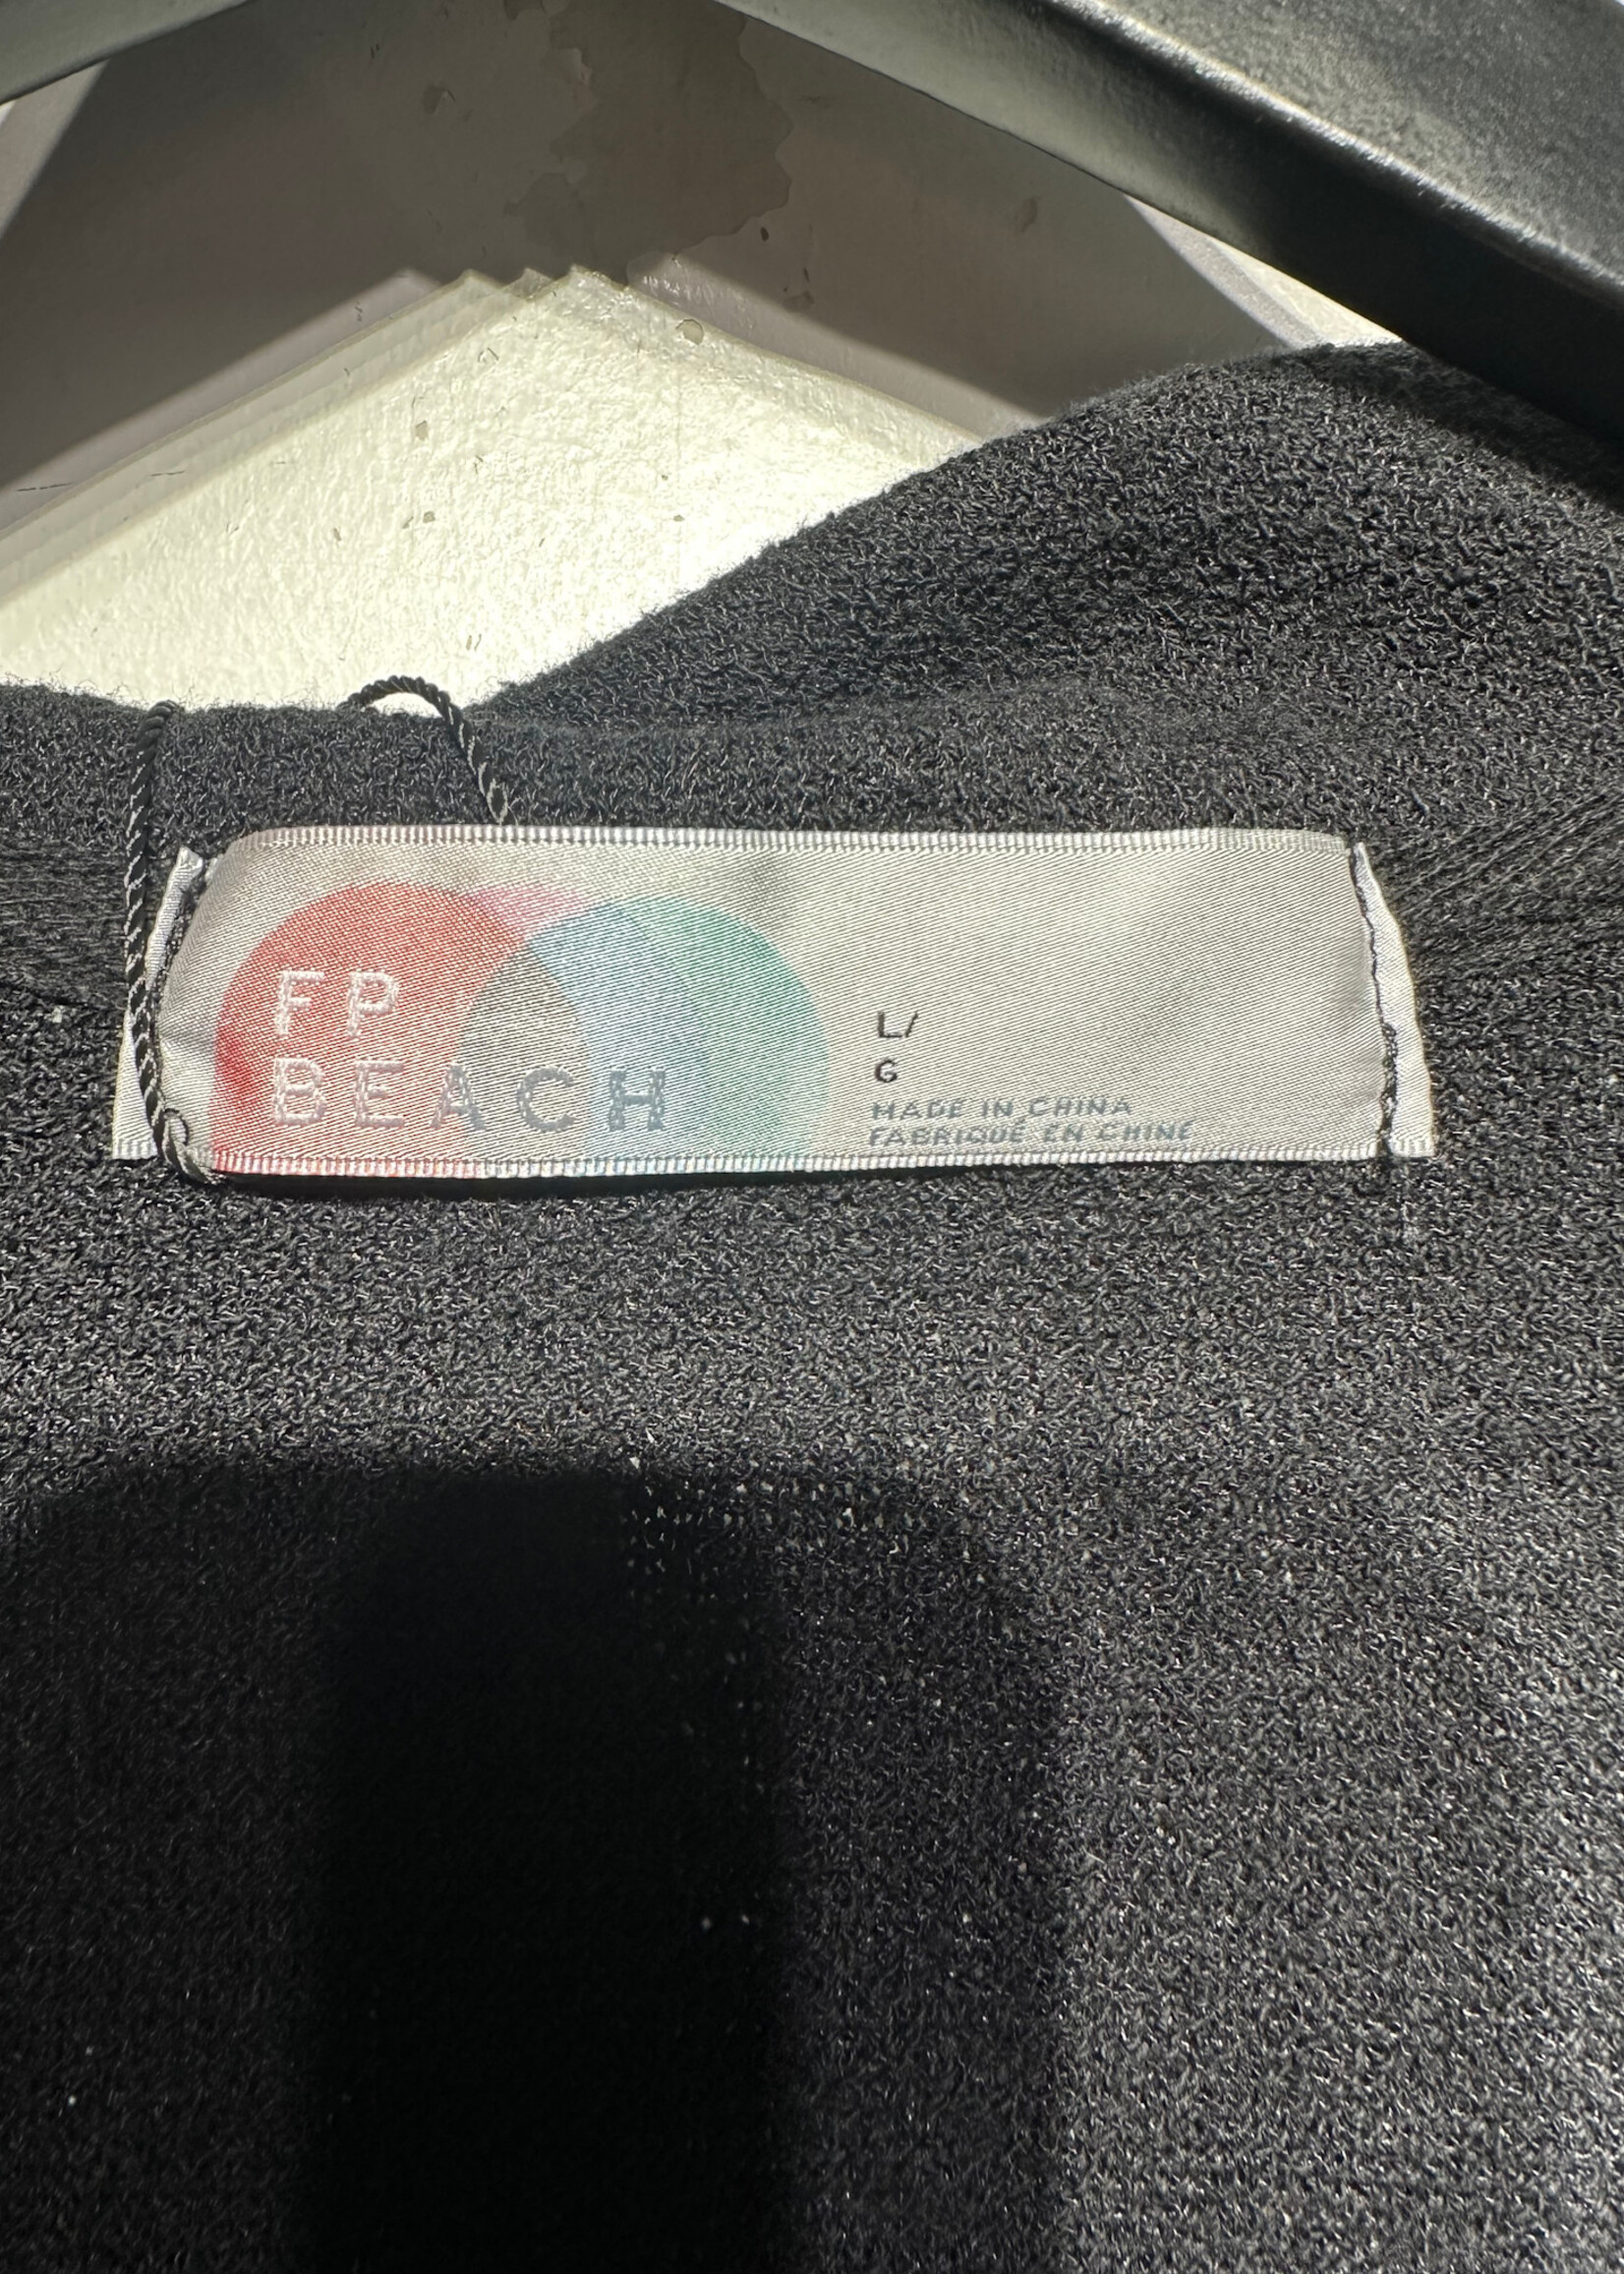 FP
BEACH
L/
G
MADE IN CHINA
FABRIQUÉ EN CHINE